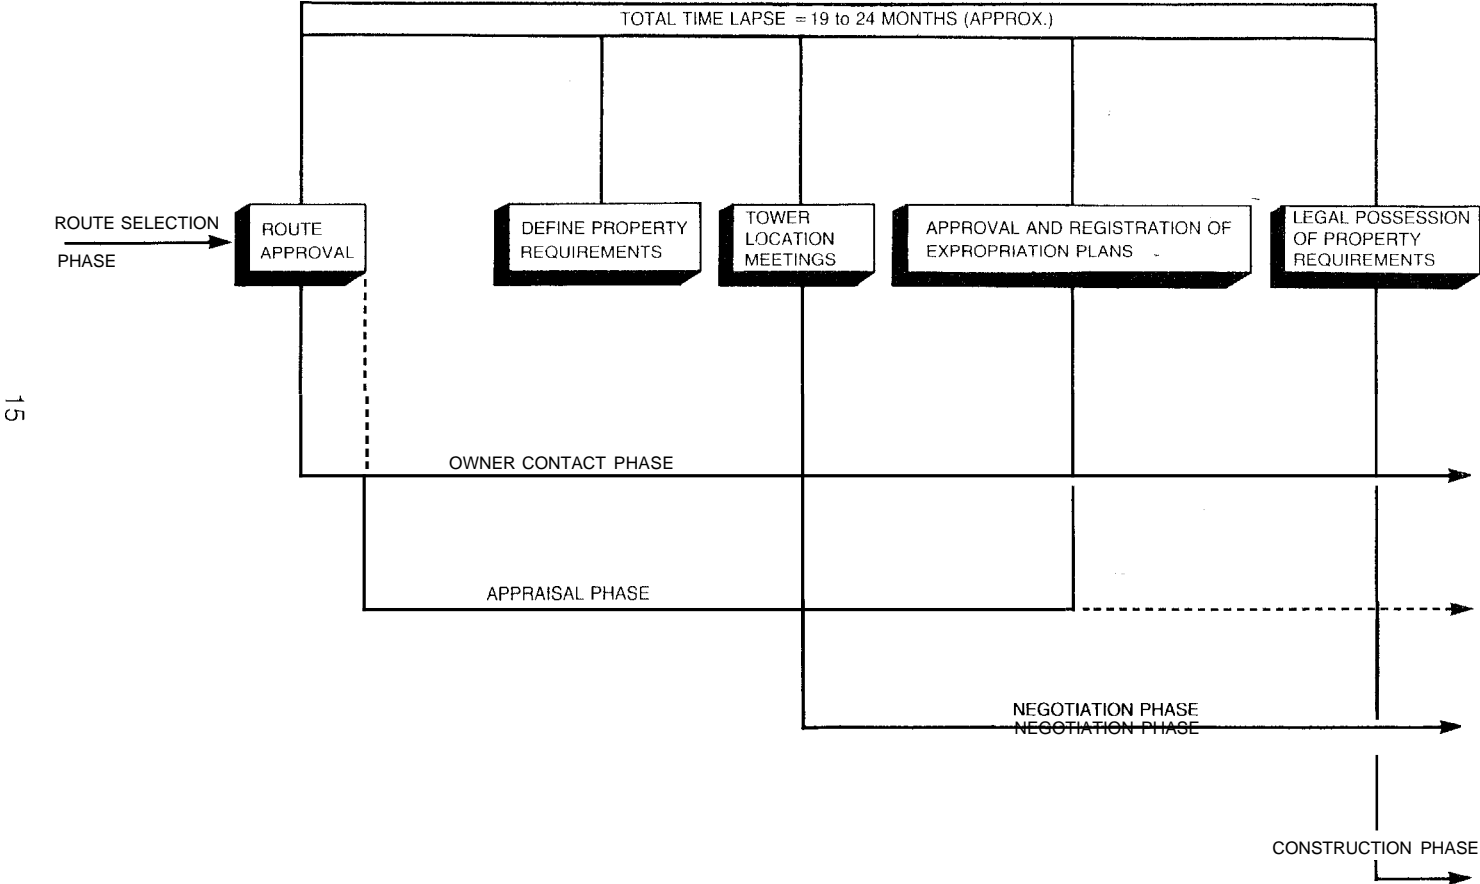 TOTAL TIME LAPSE = 19 to 24 MONTHS (APPROX.)
ROUTE SELECTION
PHASE
ROUTE
APPROVAL
DEFINE PROPERTY
REQUIREMENTS
TOWER
LOCATION
MEETINGS
APPROVAL AND REGISTRATION OF
EXPROPRIATION PLANS
LEGAL POSSESSION
OF PROPERTY
REQUIREMENTS
15
OWNER CONTACT PHASE
APPRAISAL PHASE
NEGOTIATION PHASE
NEGOTIATION PHASE
CONSTRUCTION PHASE